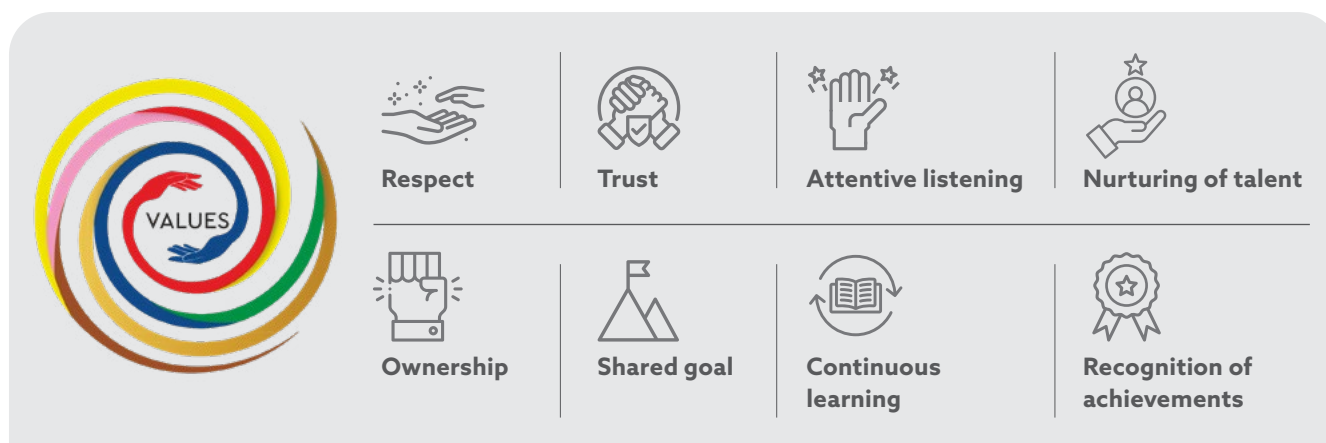 VALUES
Respect
Trust
Attentive listening
Nurturing of talent
Ownership
Shared goal
Continuous
learning
Recognition of
achievements